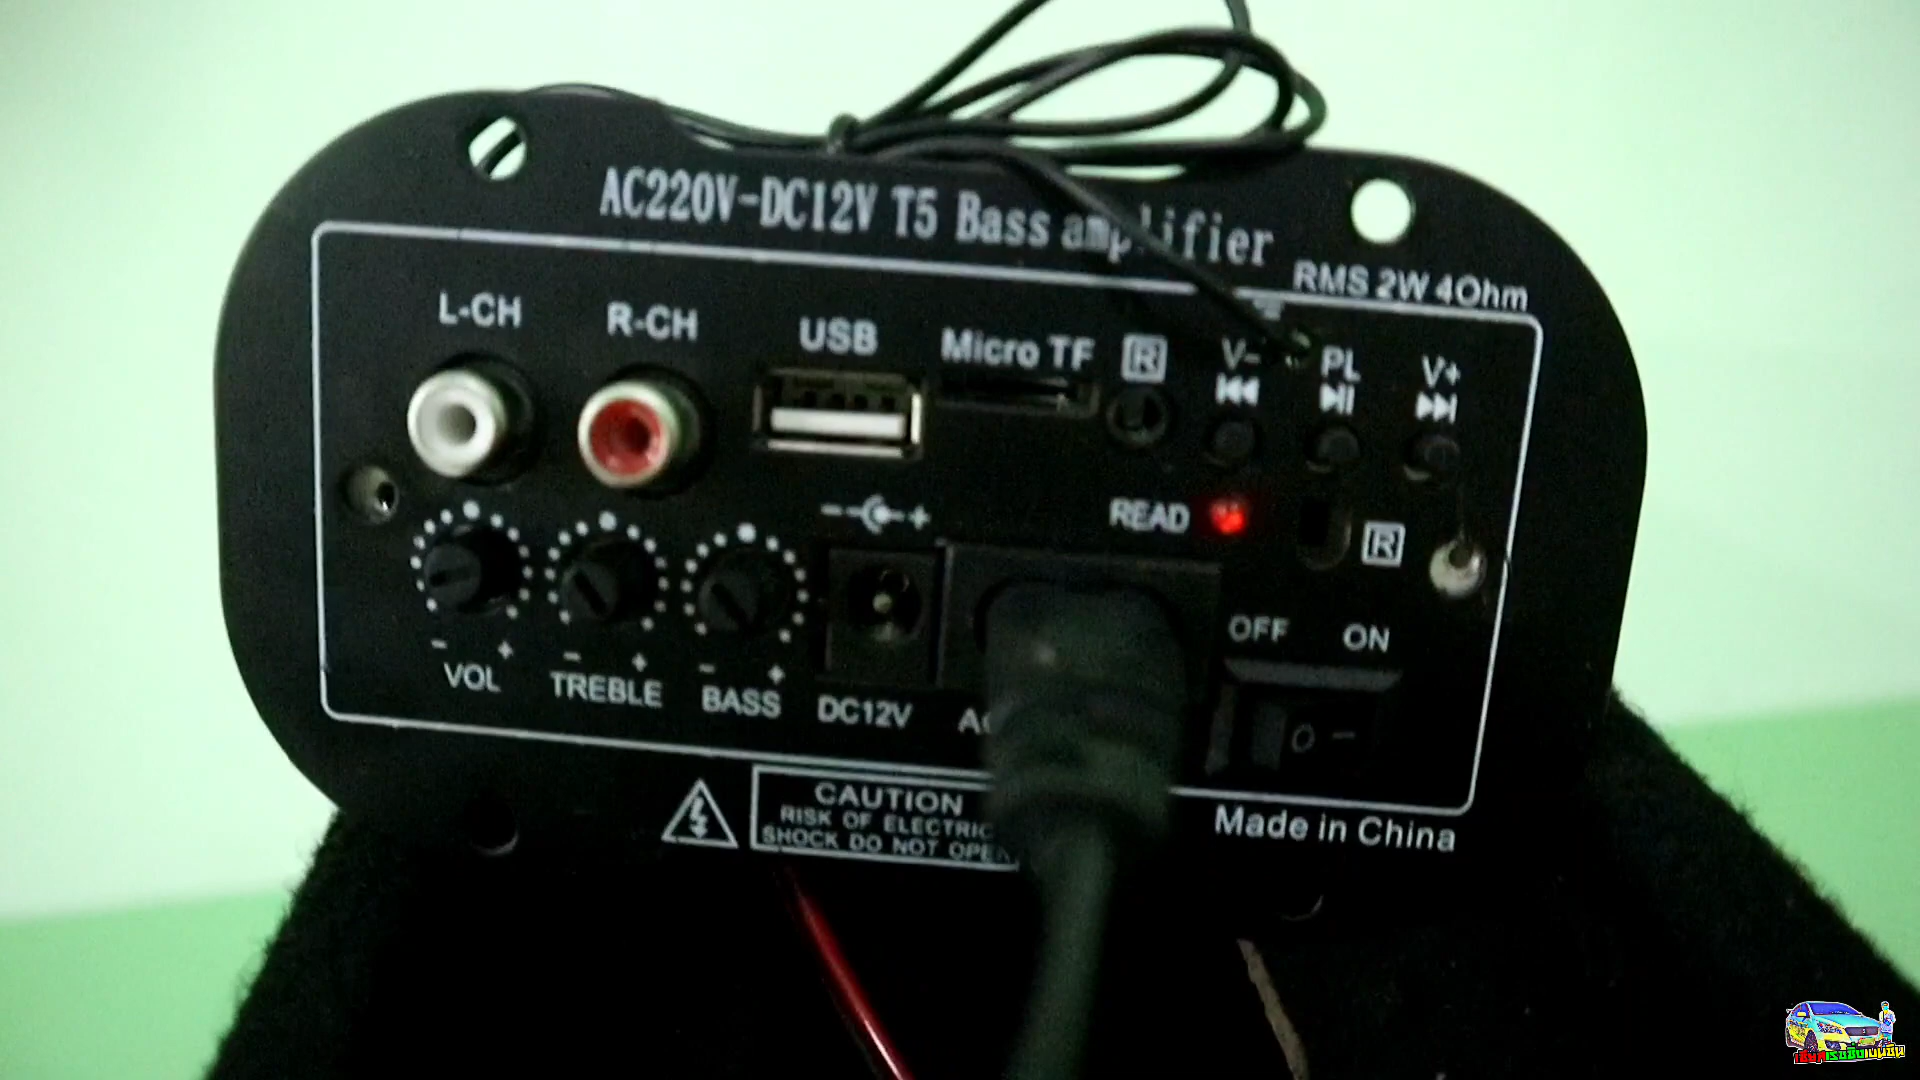 AC220V-DC12V T5 Bass amplifier
RMS 2W 4Ohm
L-CH
R-CH
USB
Micro TF
R
V-
PL
V+
READ
R
OFF
ON
- +
- +
- +
- +
VOL
TREBLE
BASS
DC12V
O -
CAUTION
RISK OF ELECTRIC
SHOCK DO NOT OPEN
Made in China